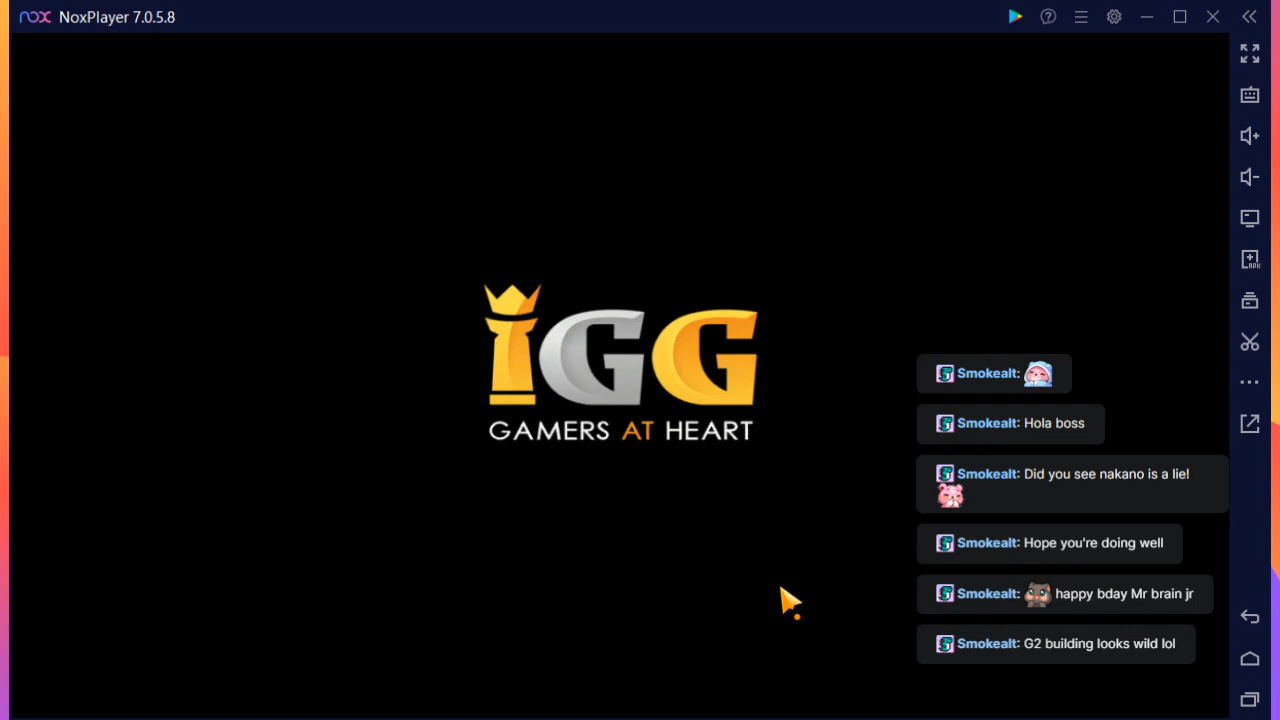 nox NoxPlayer 7.0.5.8
IGG
GAMERS AT HEART
Smokealt:
Smokealt: Hola boss
Smokealt: Did you see nakano is a lie!
Smokealt: Hope you're doing well
Smokealt: happy bday Mr brain jr
Smokealt: G2 building looks wild lol
APK